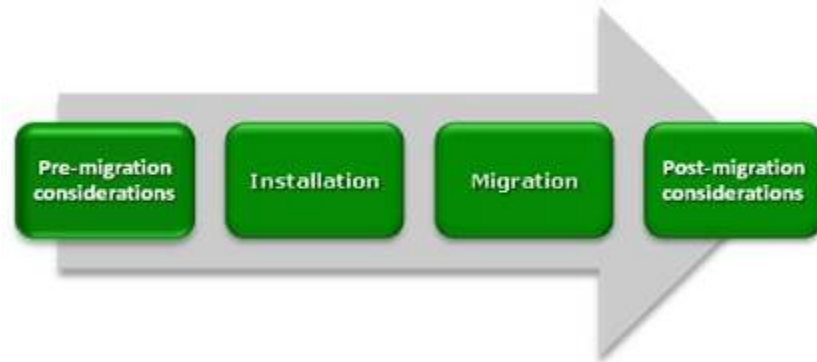 Pre-migration
considerations
Installation
Migration
Post-migration
considerations